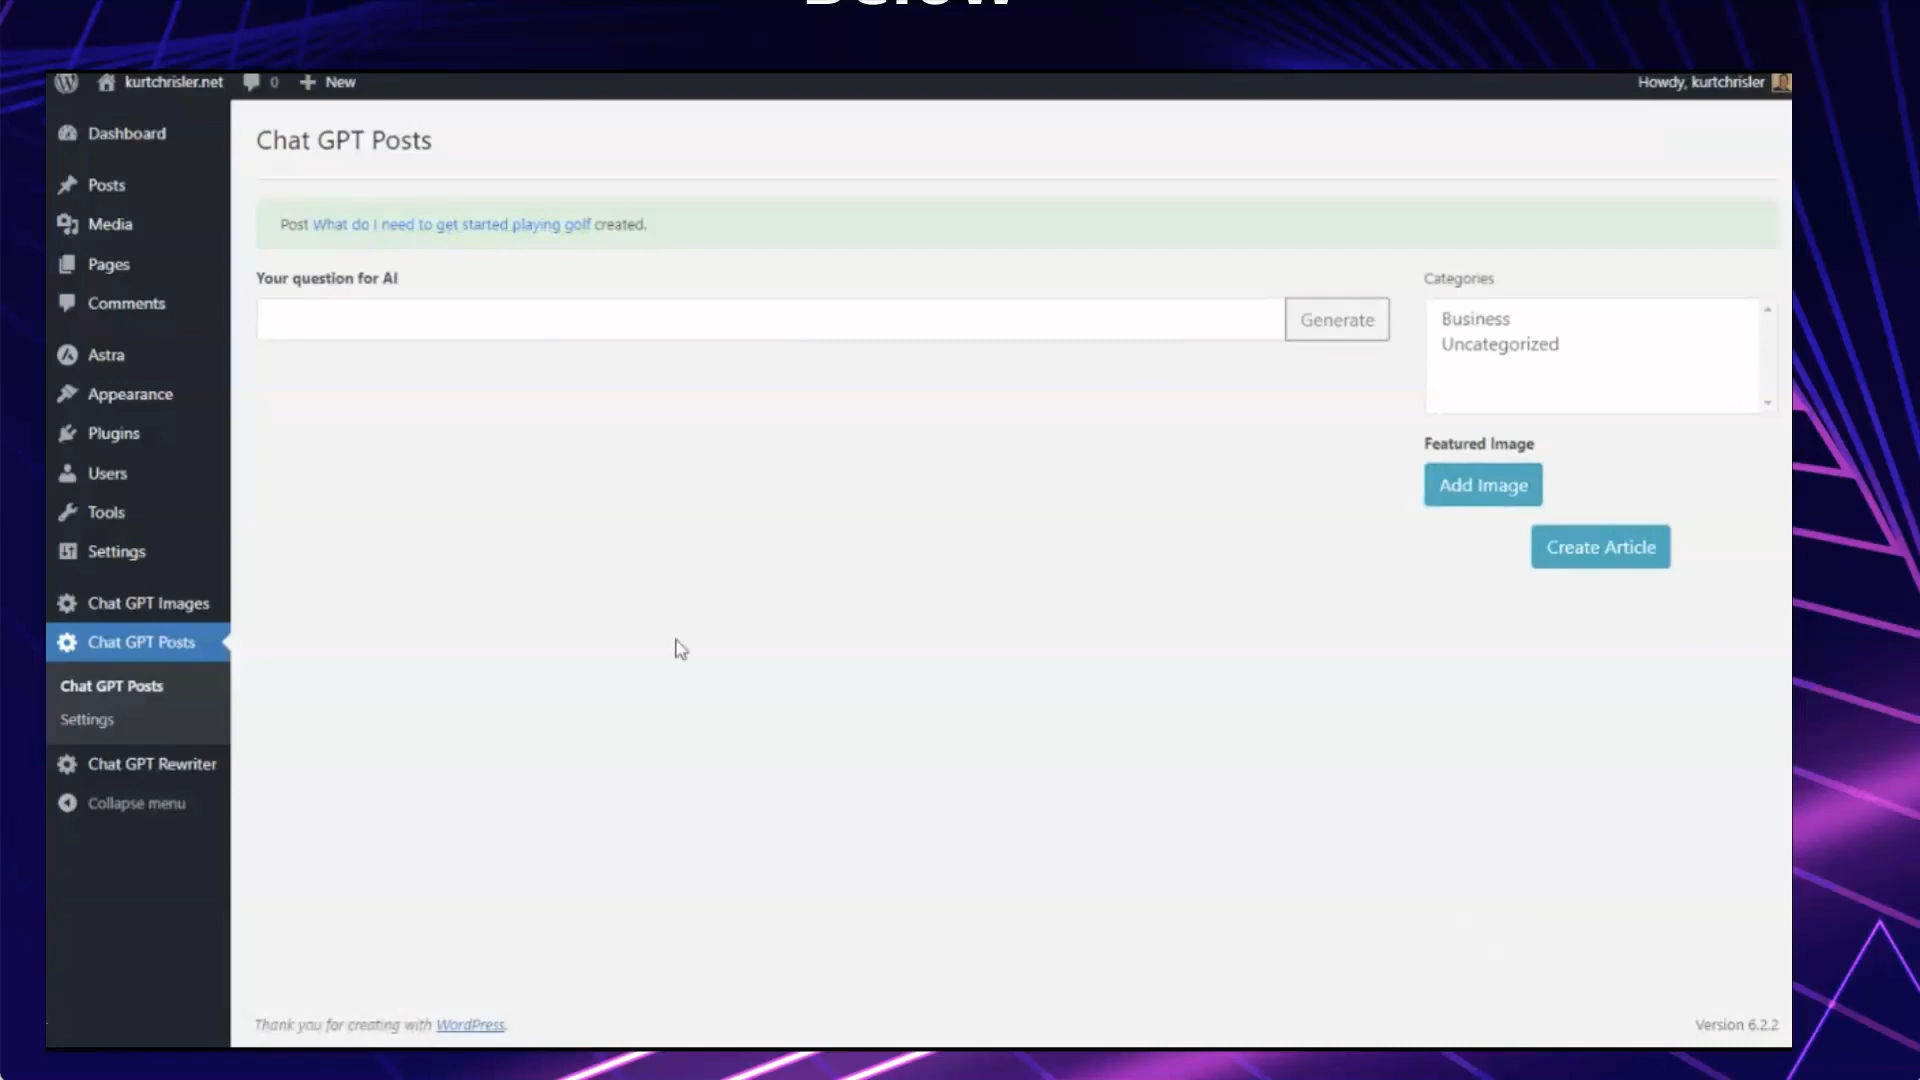 Below
kurtchrisler.net 0 New Howdy, kurtchrisler
Dashboard
Posts
Media
Pages
Comments
Astra
Appearance
Plugins
Users
Tools
Settings
Chat GPT Images
Chat GPT Posts
Chat GPT Posts
Settings
Chat GPT Rewriter
Collapse menu
Chat GPT Posts
Post What do I need to get started playing golf created.
Your question for AI
Generate
Categories
Business
Uncategorized
Featured Image
Add Image
Create Article
Thank you for creating with WordPress.
Version 6.2.2